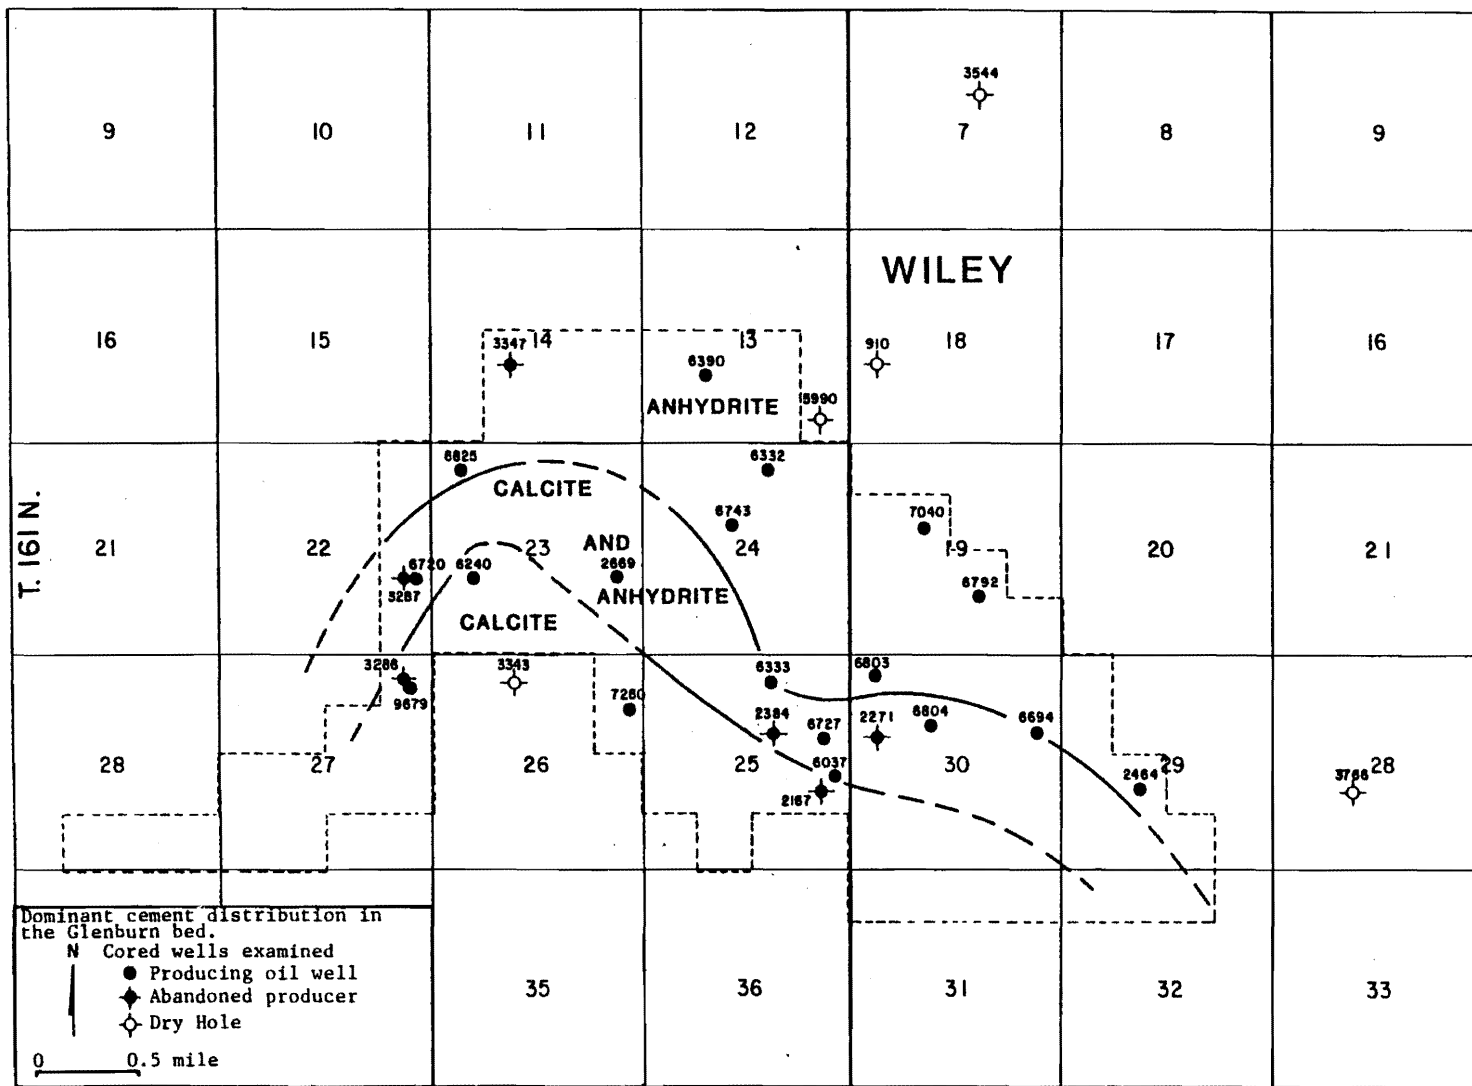 3544
9 10 11 12 7 8 9
WILEY
16 15 3347 14 13 910 18 17 16
6390
ANHYDRITE
5990
T. 161 N.
6825 6332
CALCITE
6743 7040
21 22 23 AND 24 19 20 21
6720 6240 2669
3287 ANHYDRITE 6792
CALCITE
3286 3343 6333 6803
9679 7260
2384 6727 2271 6804 6694
28 27 26 25 6037 30 29 28
2167 2464 3766
Dominant cement distribution in
the Glenburn bed.
N Cored wells examined
Producing oil well
Abandoned producer
Dry Hole
0 0.5 mile
35 36 31 32 33